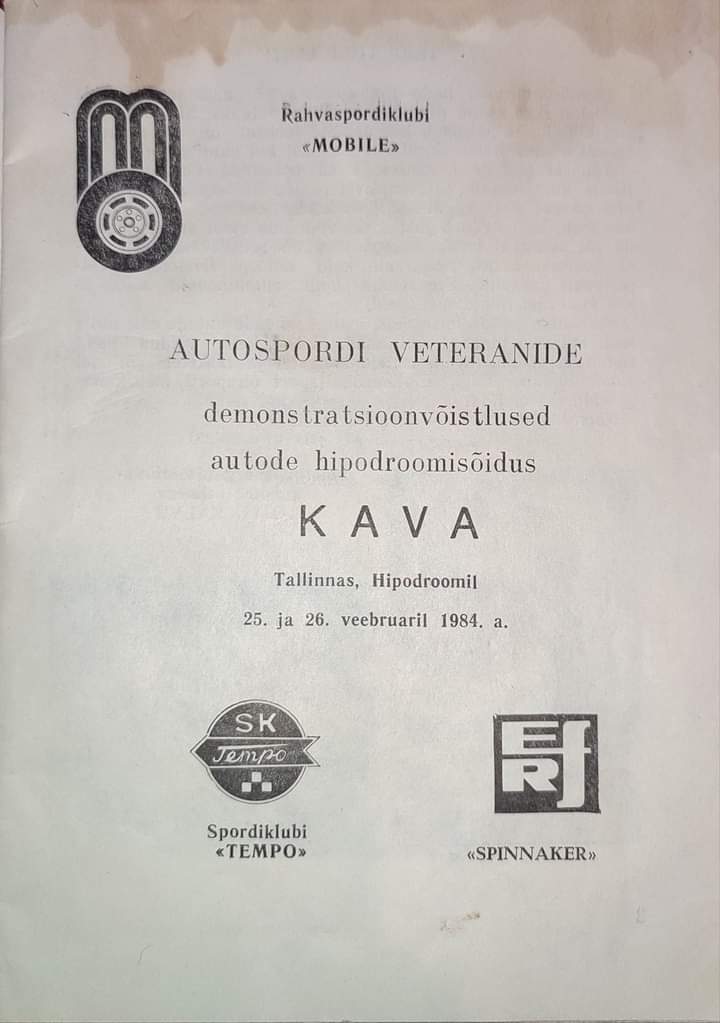 Rahvaspordiklubi
«MOBILE»
AUTOSPORDI VETERANIDE
demonstratsioonvõistlused
autode hipodroomisõidus
KAVA
Tallinnas, Hipodroomil
25. ja 26. veebruaril 1984. a.
SK
Tempo
Spordiklubi
«TEMPO»
ERF
«SPINNAKER»